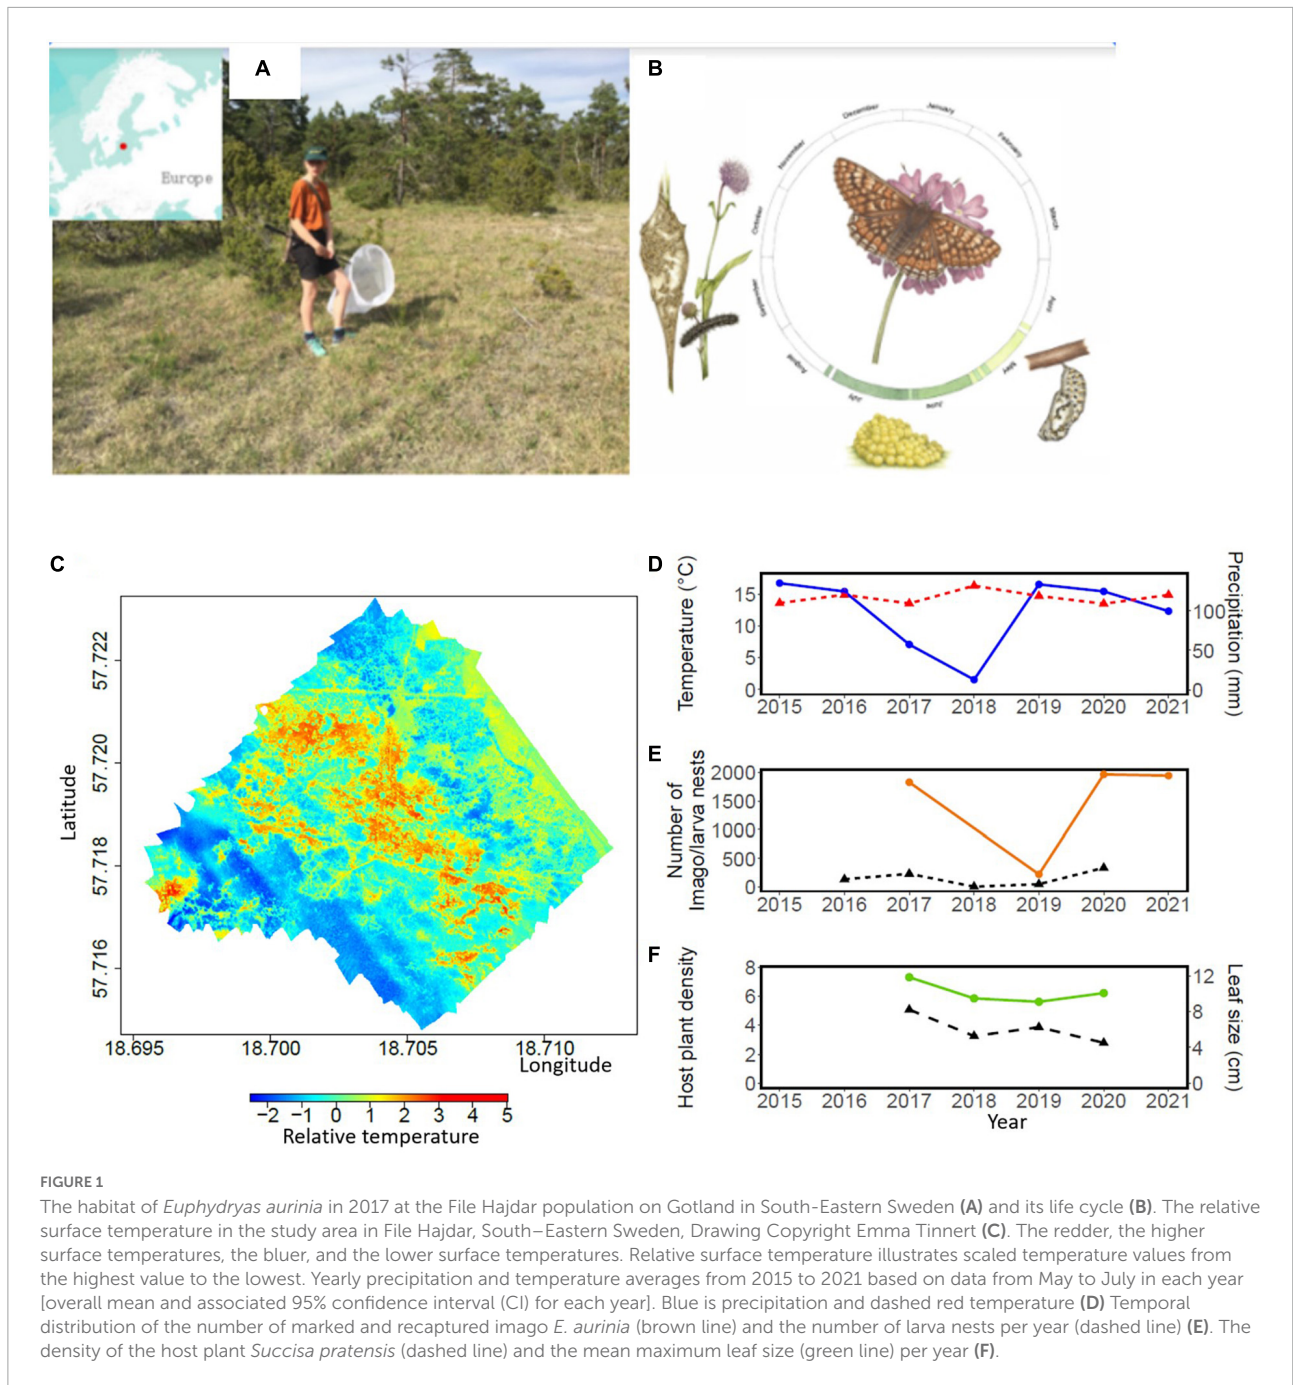 A
Europe
B
January
February
March
April
May
June
July
August
September
October
November
December
C
Latitude
57.722
57.720
57.718
57.716
18.695
18.700
18.705
18.710
Longitude
−2 −1 0 1 2 3 4 5
Relative temperature
D
Temperature (°C)
15
10
5
0
Precipitation (mm)
100
50
0
2015 2016 2017 2018 2019 2020 2021
E
Number of
Imago/larva nests
2000
1500
1000
500
0
2015 2016 2017 2018 2019 2020 2021
F
Host plant density
8
6
4
2
0
Leaf size (cm)
12
8
4
0
2015 2016 2017 2018 2019 2020 2021
Year
FIGURE 1
The habitat of Euphydryas aurinia in 2017 at the File Hajdar population on Gotland in South-Eastern Sweden (A) and its life cycle (B). The relative
surface temperature in the study area in File Hajdar, South–Eastern Sweden, Drawing Copyright Emma Tinnert (C). The redder, the higher
surface temperatures, the bluer, and the lower surface temperatures. Relative surface temperature illustrates scaled temperature values from
the highest value to the lowest. Yearly precipitation and temperature averages from 2015 to 2021 based on data from May to July in each year
[overall mean and associated 95% confidence interval (CI) for each year]. Blue is precipitation and dashed red temperature (D) Temporal
distribution of the number of marked and recaptured imago E. aurinia (brown line) and the number of larva nests per year (dashed line) (E). The
density of the host plant Succisa pratensis (dashed line) and the mean maximum leaf size (green line) per year (F).